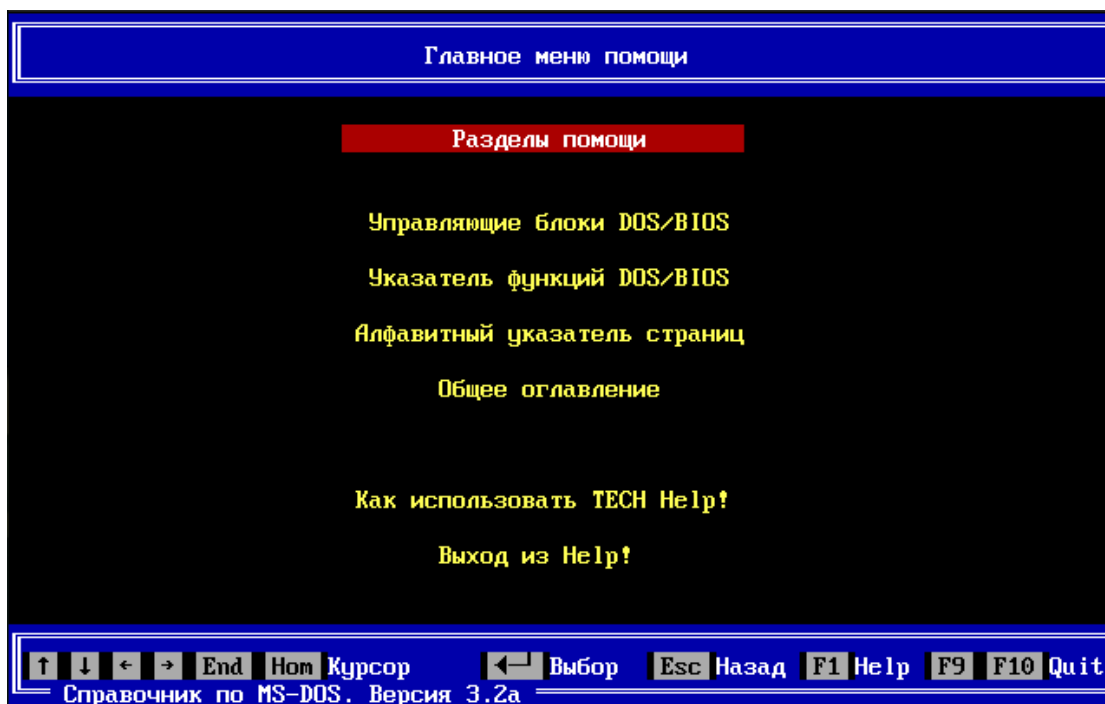 Главное меню помощи
Разделы помощи
Управляющие блоки DOS/BIOS
Указатель функций DOS/BIOS
Алфавитный указатель страниц
Общее оглавление
Как использовать TECH Help!
Выход из Help!
↑ ↓ ← → End Hom Курсор ◄─┘ Выбор Esc Назад F1 Help F9 F10 Quit
Справочник по MS-DOS. Версия 3.2a